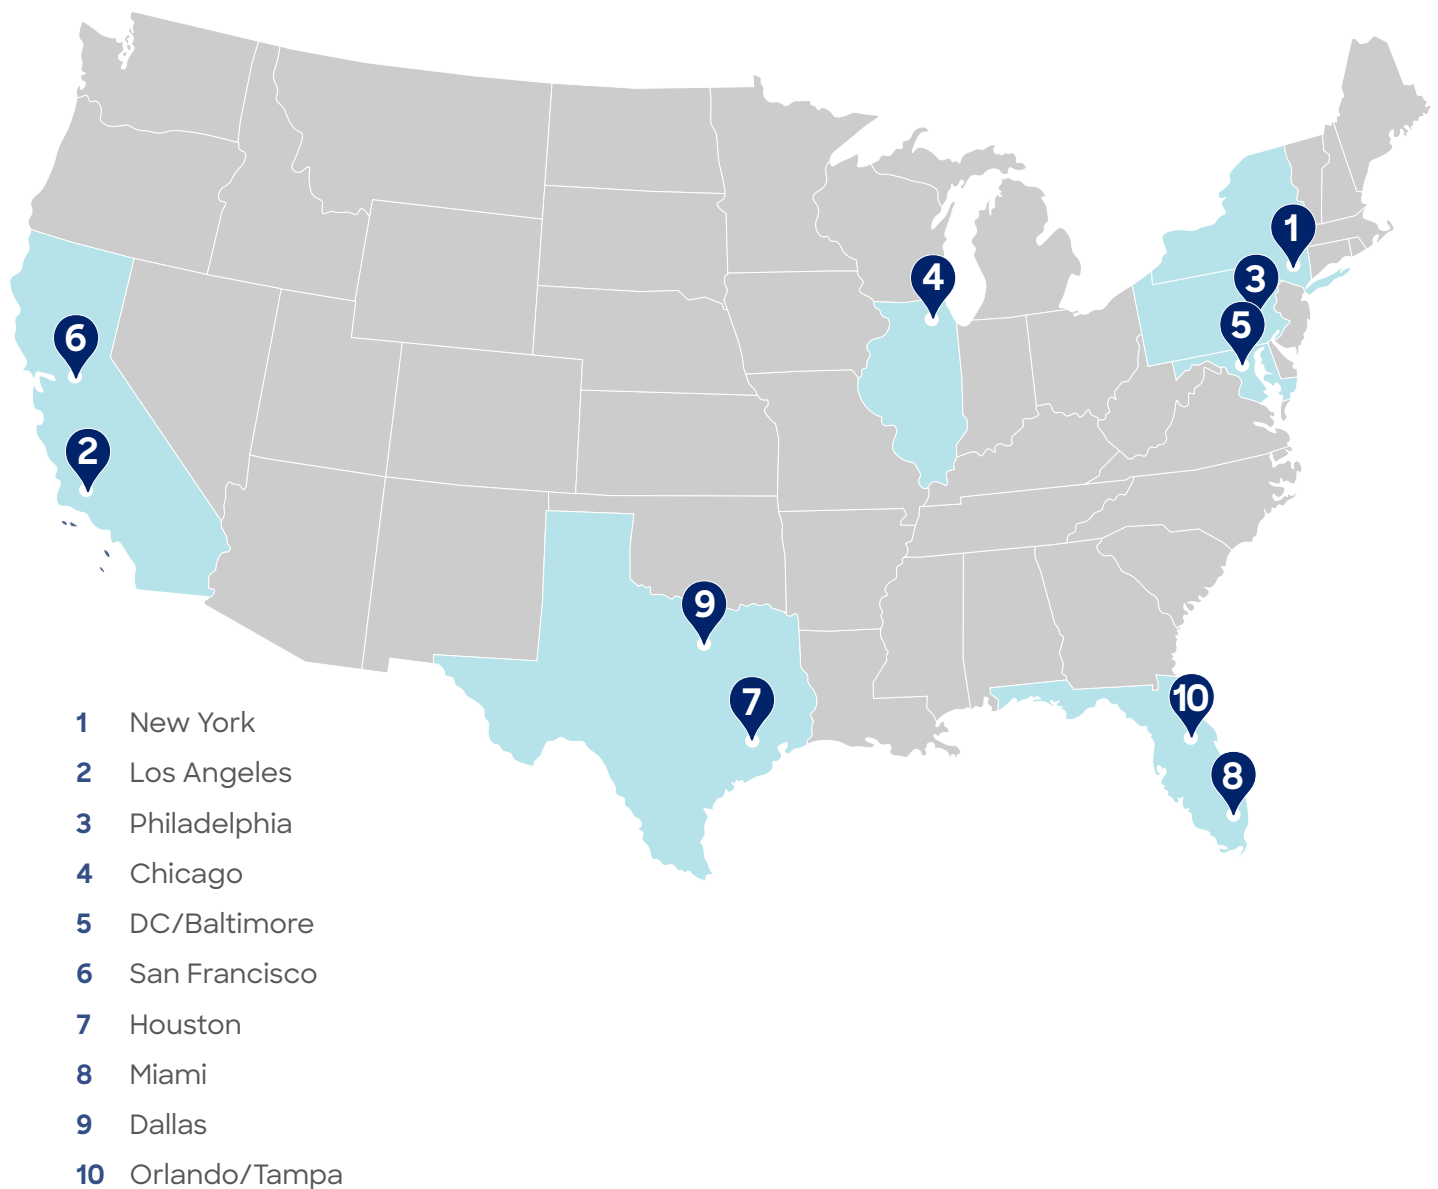 1
3
4
5
6
2
9
7
10
8
1 New York
2 Los Angeles
3 Philadelphia
4 Chicago
5 DC/Baltimore
6 San Francisco
7 Houston
8 Miami
9 Dallas
10 Orlando/Tampa